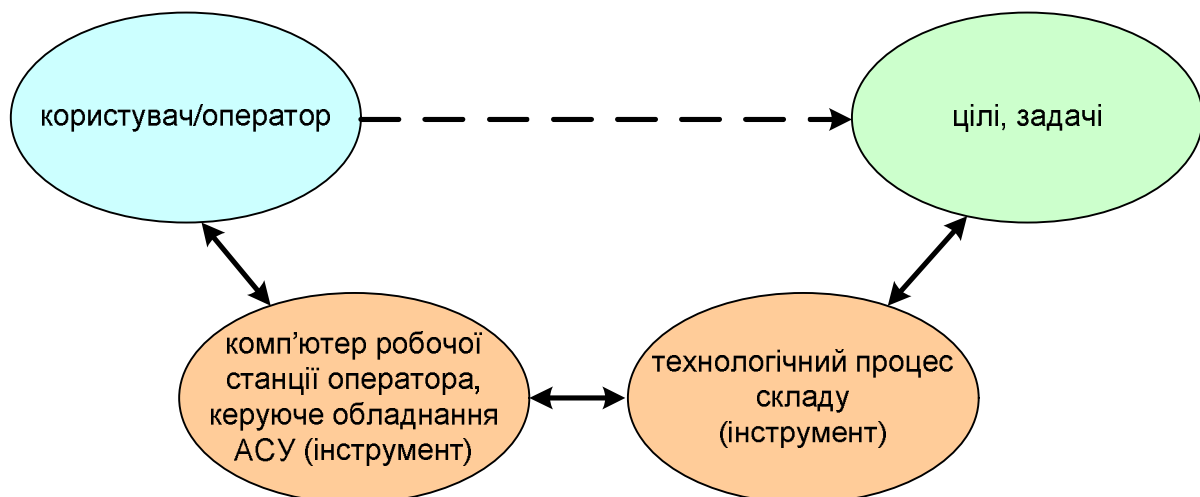 користувач/оператор
цілі, задачі
комп’ютер робочої
станції оператора,
керуюче обладнання
АСУ (інструмент)
технологічний процес
складу
(інструмент)